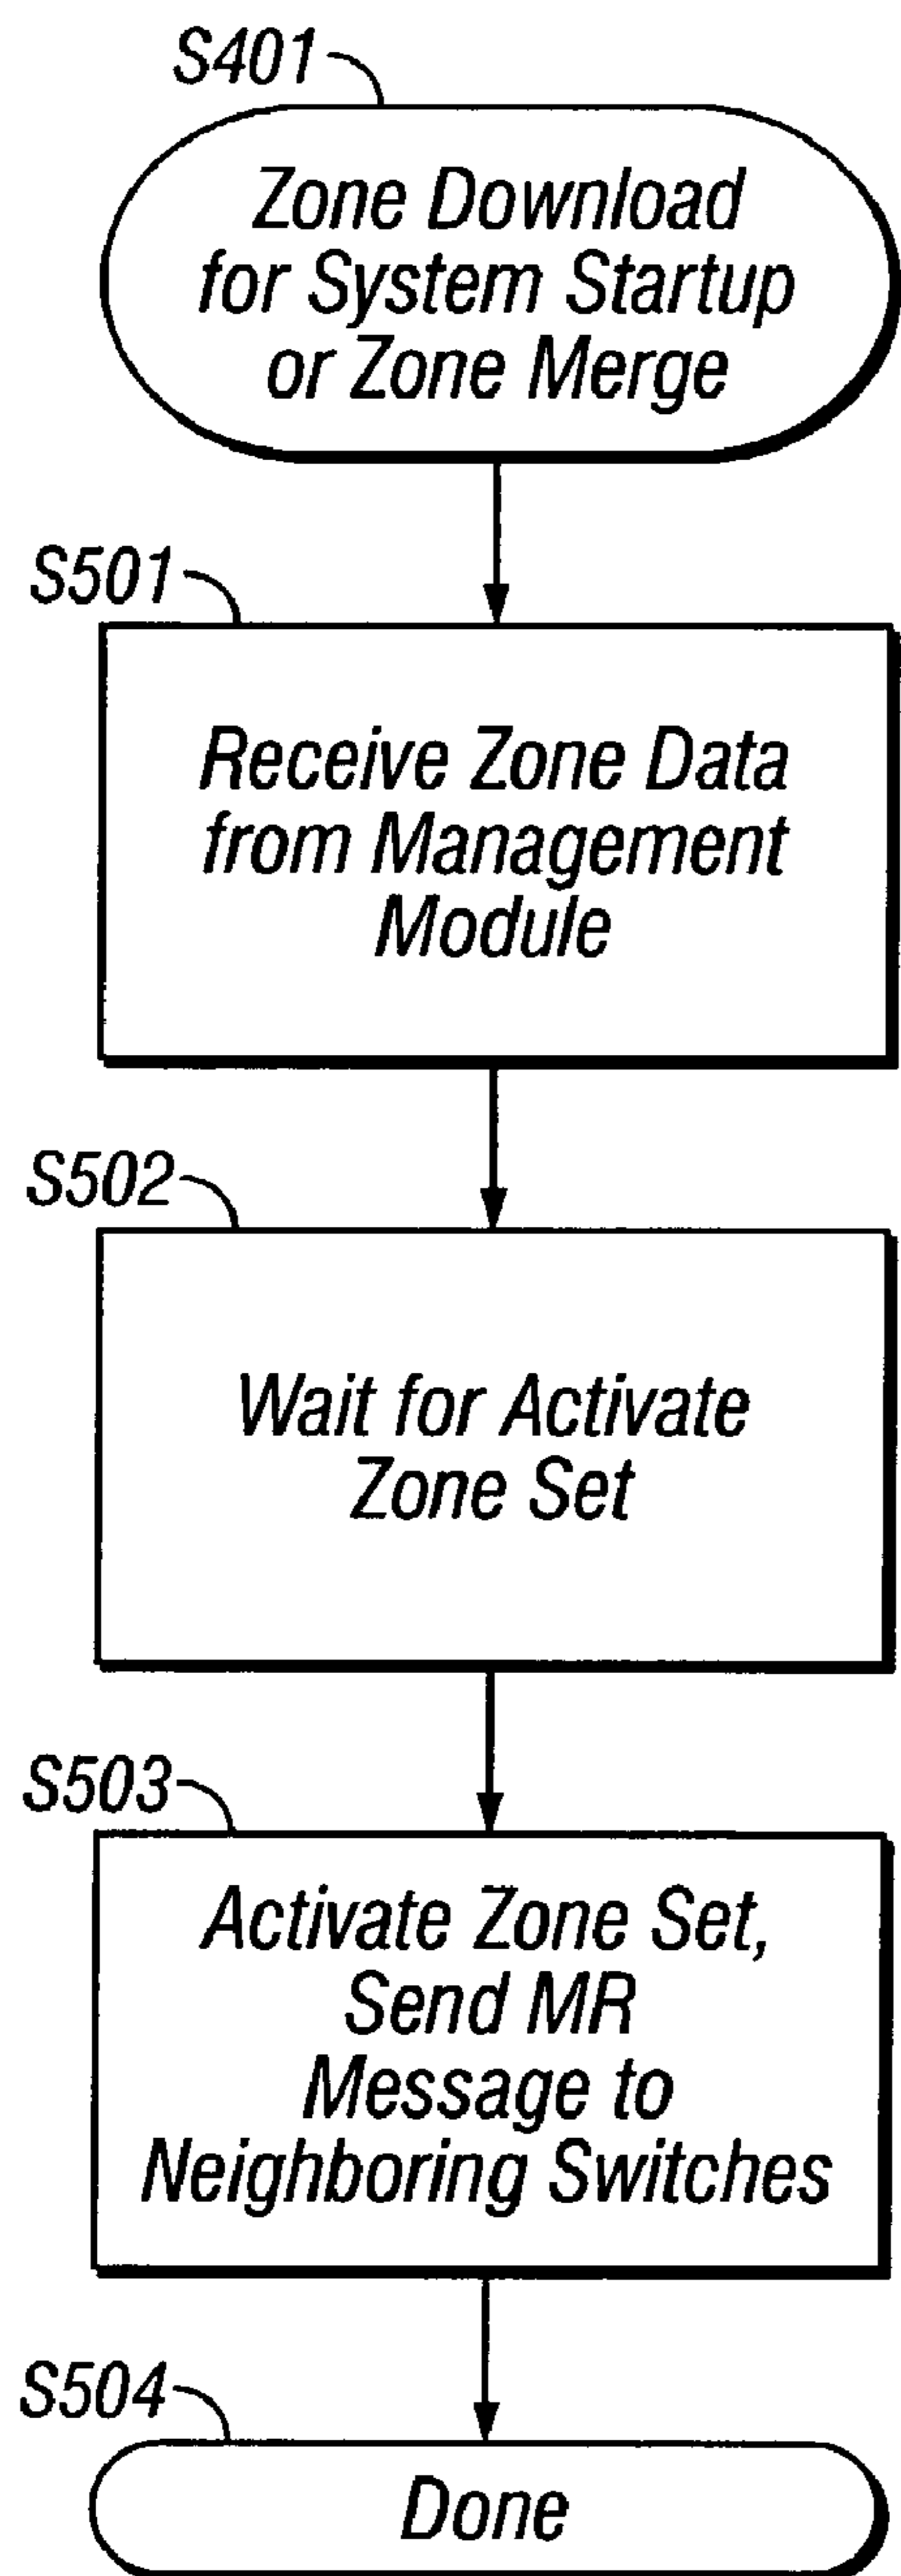 S401
Zone Download
for System Startup
or Zone Merge
S501
Receive Zone Data
from Management
Module
S502
Wait for Activate
Zone Set
S503
Activate Zone Set,
Send MR
Message to
Neighboring Switches
S504
Done